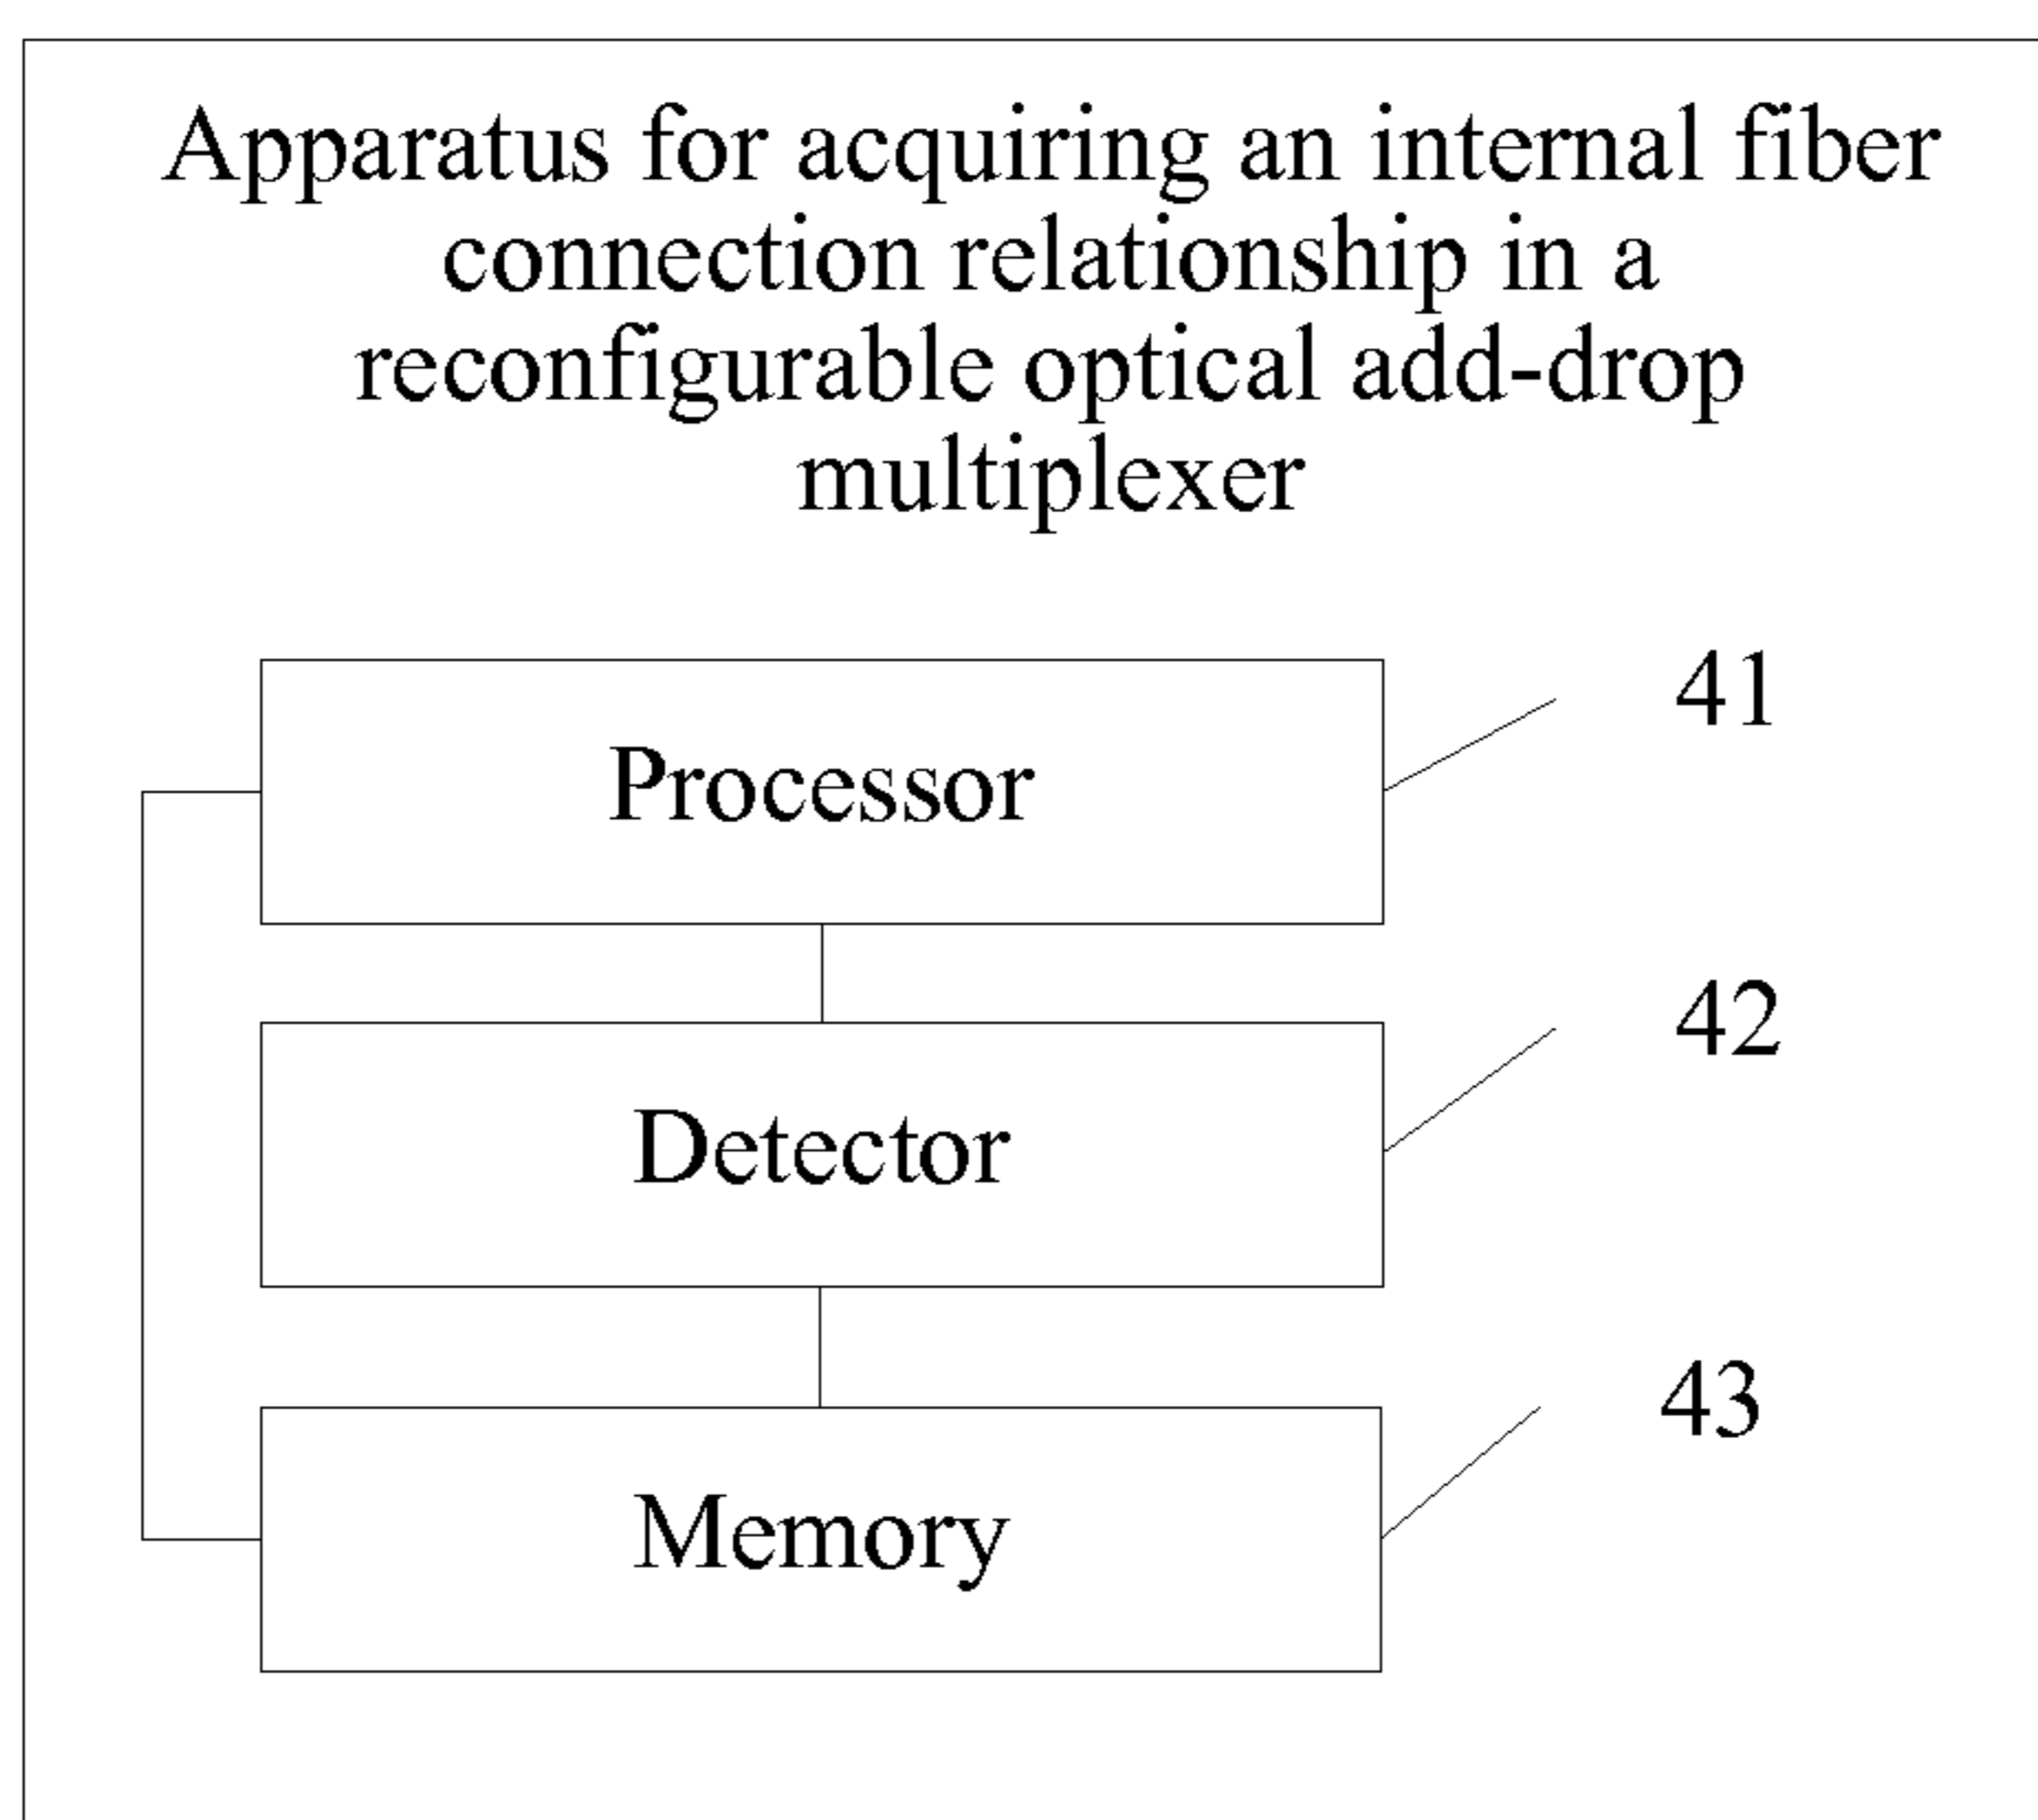 Apparatus for acquiring an internal fiber
connection relationship in a
reconfigurable optical add-drop
multiplexer
41
Processor
42
Detector
43
Memory